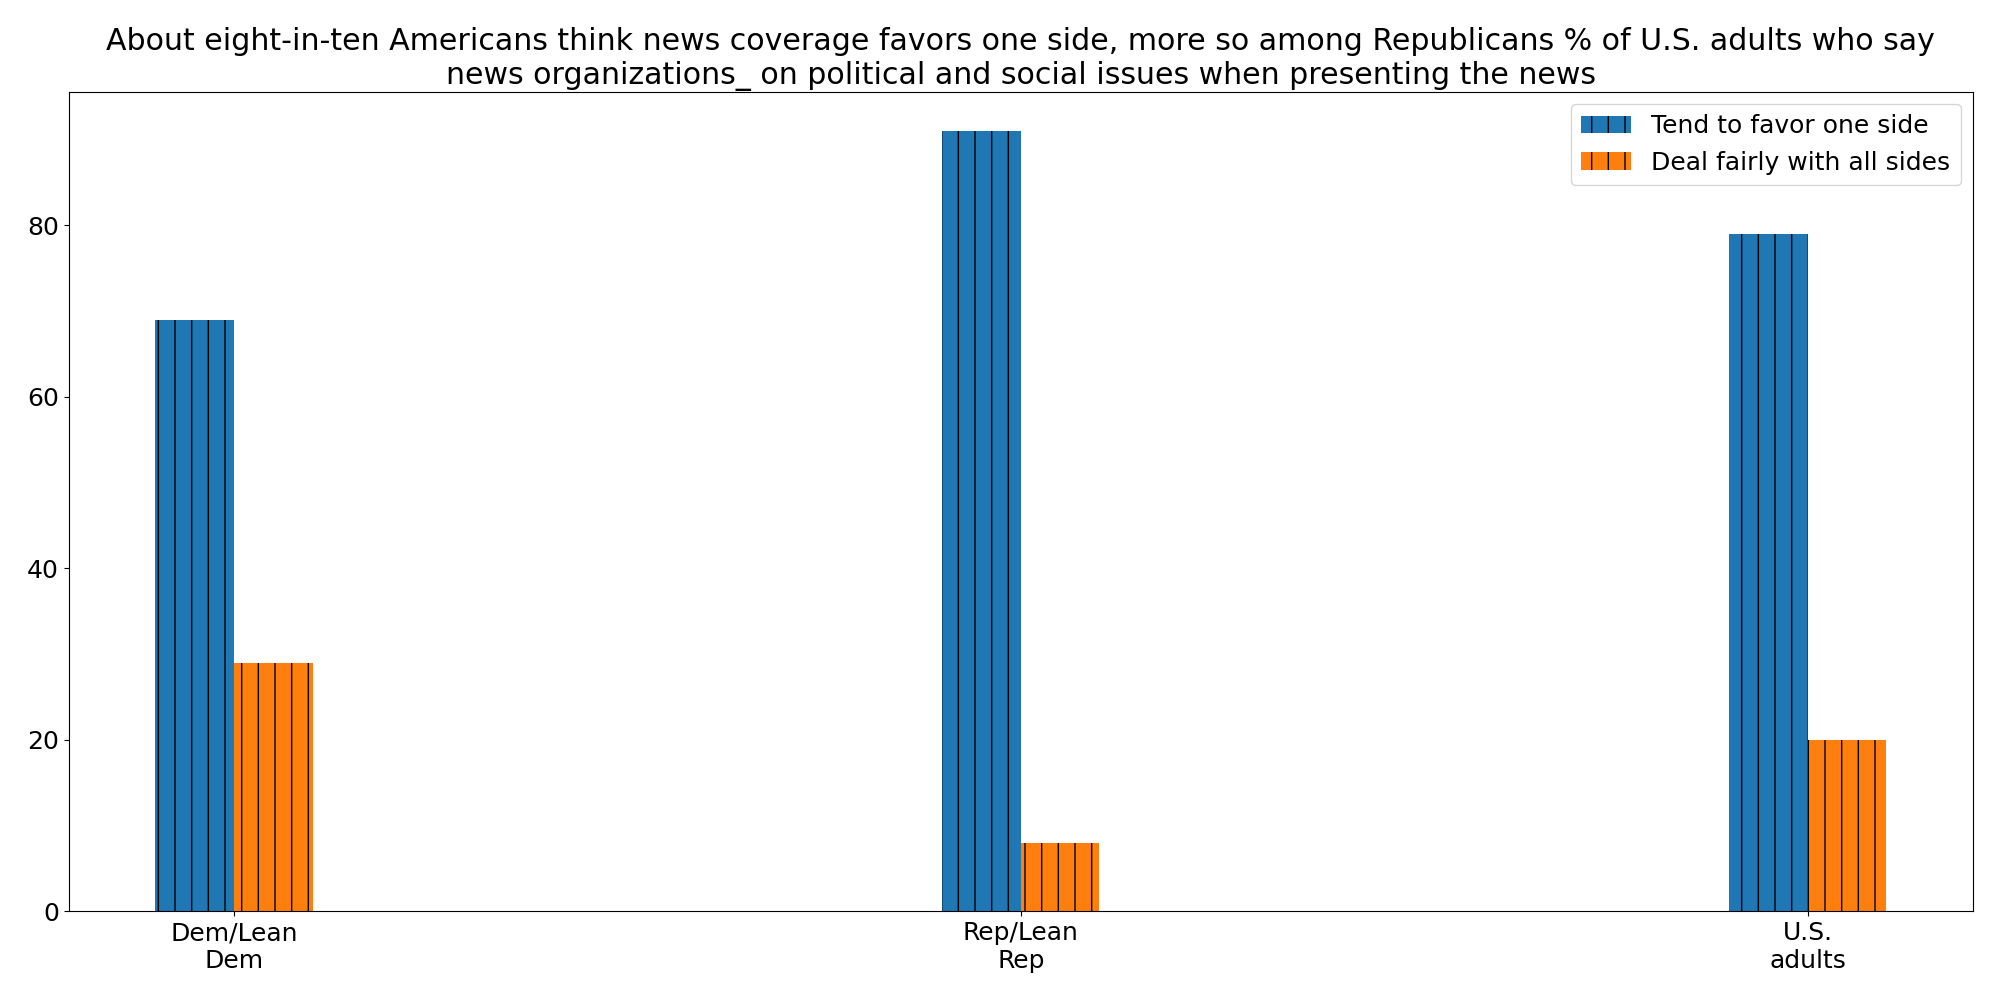 About eight-in-ten Americans think news coverage favors one side, more so among Republicans % of U.S. adults who say
news organizations_ on political and social issues when presenting the news
Tend to favor one side
Deal fairly with all sides
80
60
40
20
0
Dem/Lean
Dem
Rep/Lean
Rep
U.S.
adults